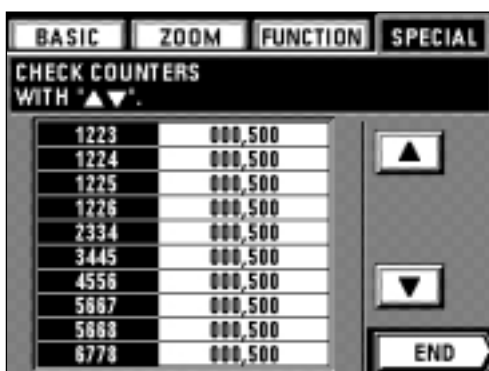 BASIC ZOOM FUNCTION SPECIAL
CHECK COUNTERS
WITH "▲▼".
1223 000,500
1224 000,500
1225 000,500
1226 000,500
2334 000,500
3445 000,500
4556 000,500
5667 000,500
5668 000,500
6778 000,500
END